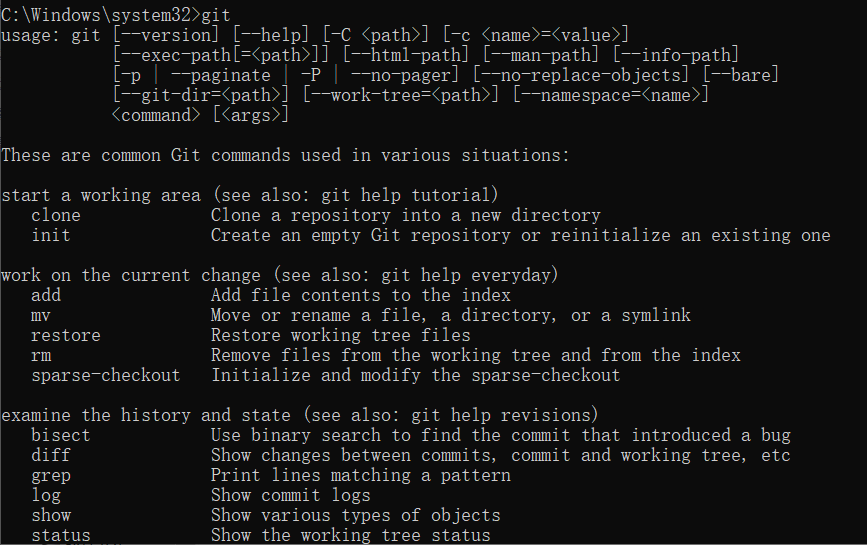 C:\Windows\system32>git
usage: git [--version] [--help] [-C <path>] [-c <name>=<value>]
           [--exec-path[=<path>]] [--html-path] [--man-path] [--info-path]
           [-p | --paginate | -P | --no-pager] [--no-replace-objects] [--bare]
           [--git-dir=<path>] [--work-tree=<path>] [--namespace=<name>]
           <command> [<args>]

These are common Git commands used in various situations:

start a working area (see also: git help tutorial)
   clone             Clone a repository into a new directory
   init              Create an empty Git repository or reinitialize an existing one

work on the current change (see also: git help everyday)
   add               Add file contents to the index
   mv                Move or rename a file, a directory, or a symlink
   restore           Restore working tree files
   rm                Remove files from the working tree and from the index
   sparse-checkout   Initialize and modify the sparse-checkout

examine the history and state (see also: git help revisions)
   bisect            Use binary search to find the commit that introduced a bug
   diff              Show changes between commits, commit and working tree, etc
   grep              Print lines matching a pattern
   log               Show commit logs
   show              Show various types of objects
   status            Show the working tree status